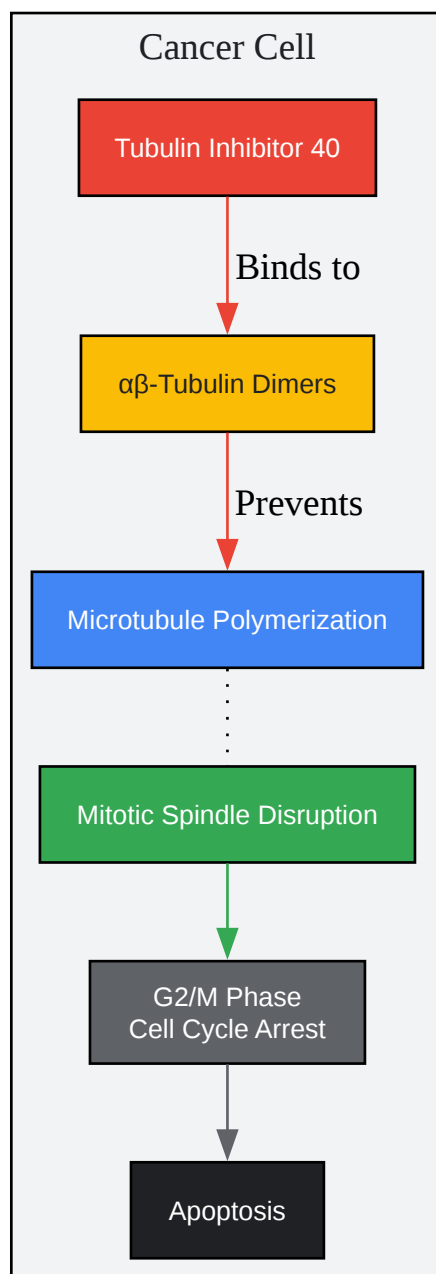 Cancer Cell
Tubulin Inhibitor 40
Binds to
αβ-Tubulin Dimers
Prevents
Microtubule Polymerization
Mitotic Spindle Disruption
G2/M Phase
Cell Cycle Arrest
Apoptosis